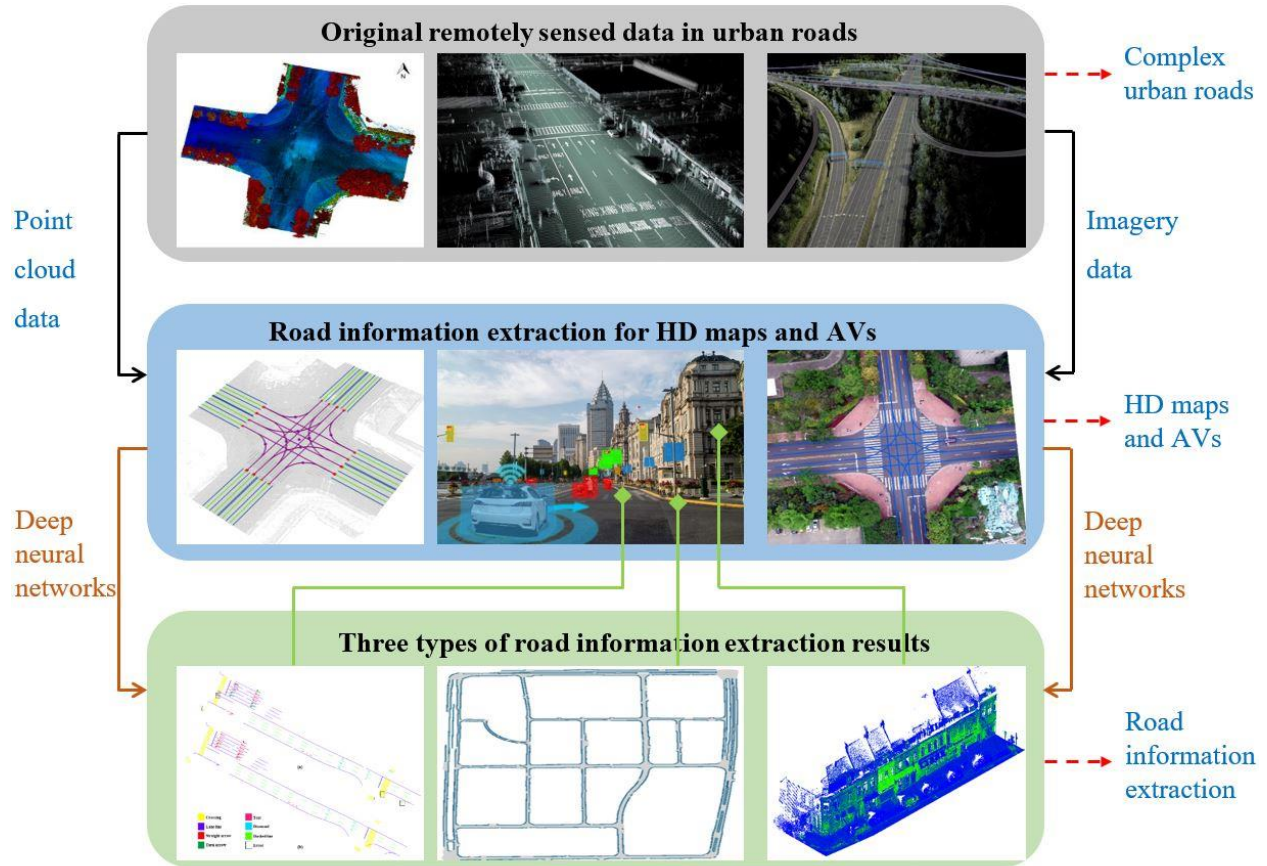 Original remotely sensed data in urban roads
N
Complex
urban roads
Point
cloud
data
Imagery
data
Road information extraction for HD maps and AVs
HD maps
and AVs
Deep
neural
networks
Deep
neural
networks
Three types of road information extraction results
(a)
(b)
Road
information
extraction